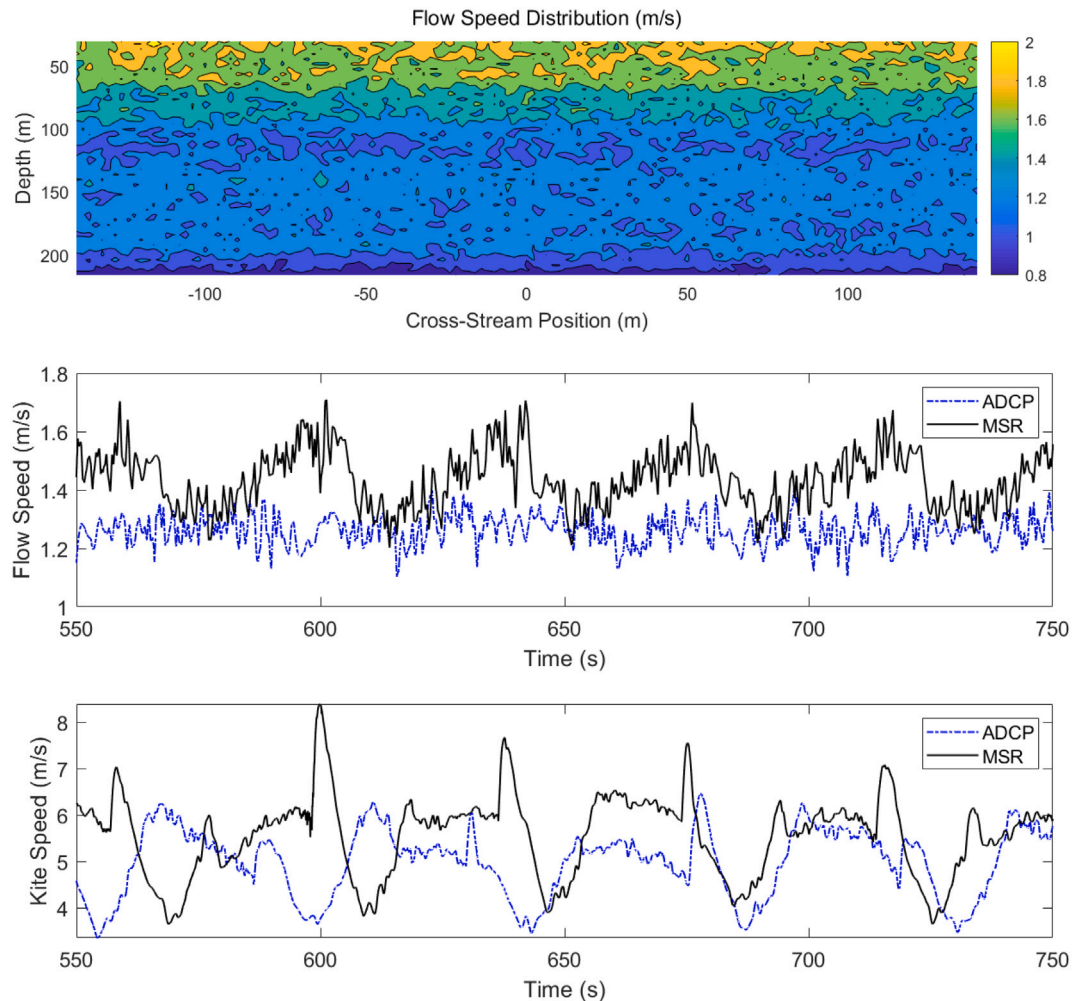 Flow Speed Distribution (m/s)
50
100
150
200
Depth (m)
-100 -50 0 50 100
Cross-Stream Position (m)
2
1.8
1.6
1.4
1.2
1
0.8
1.8
1.6
1.4
1.2
1
Flow Speed (m/s)
ADCP
MSR
550 600 650 700 750
Time (s)
8
7
6
5
4
Kite Speed (m/s)
ADCP
MSR
550 600 650 700 750
Time (s)